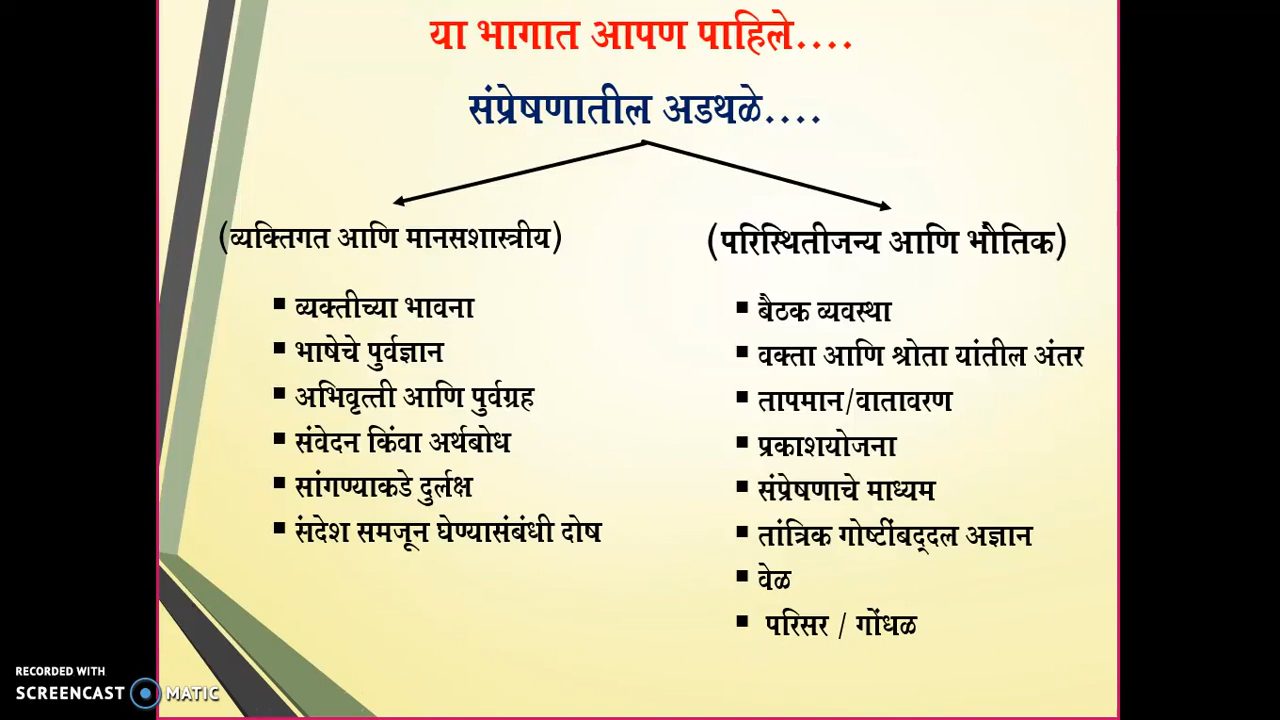 या भागात आपण पाहिले....
संप्रेषणातील अडथळे....
(व्यक्तिगत आणि मानसशास्त्रीय)
▪ व्यक्तीच्या भावना
▪ भाषेचे पुर्वज्ञान
▪ अभिवृत्ती आणि पुर्वग्रह
▪ संवेदन किंवा अर्थबोध
▪ सांगण्याकडे दुर्लक्ष
▪ संदेश समजून घेण्यासंबंधी दोष
(परिस्थितीजन्य आणि भौतिक)
▪ बैठक व्यवस्था
▪ वक्ता आणि श्रोता यांतील अंतर
▪ तापमान/वातावरण
▪ प्रकाशयोजना
▪ संप्रेषणाचे माध्यम
▪ तांत्रिक गोष्टींबद्दल अज्ञान
▪ वेळ
▪ परिसर / गोंधळ
RECORDED WITH
SCREENCAST MATIC